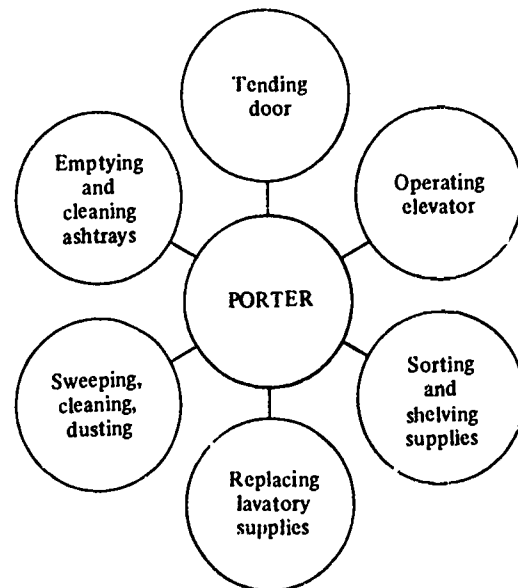 Tending
door
Operating
elevator
Sorting
and
shelving
supplies
Replacing
lavatory
supplies
Sweeping,
cleaning,
dusting
Emptying
and
cleaning
ashtrays
PORTER